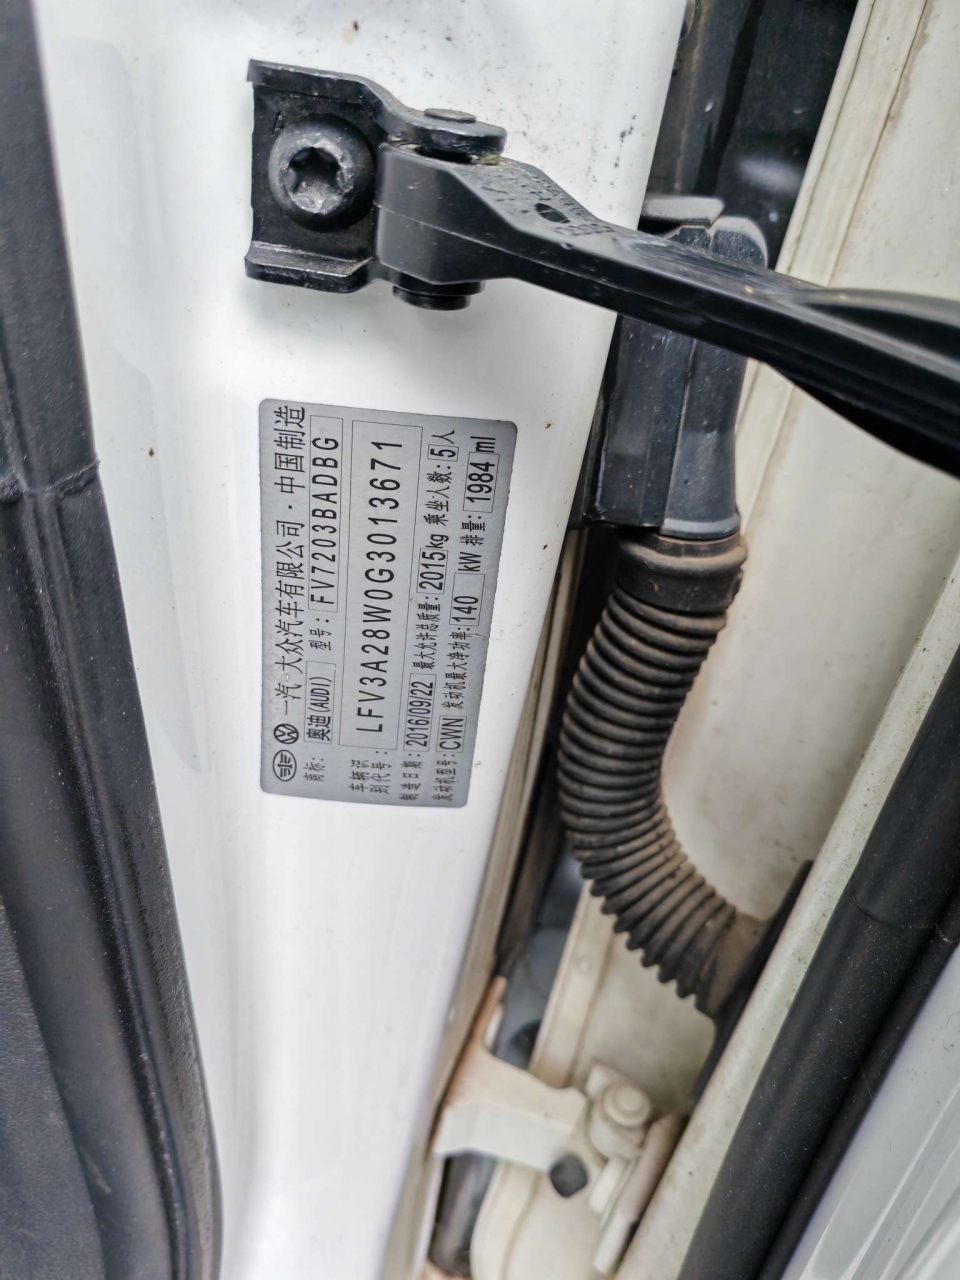 一汽-大众汽车有限公司·中国制造
商标: 奥迪(AUDI) 型号: FV7203BADBG
车辆识别代号: LFV3A28W0G3013671
制造日期: 2016/09/22 最大允许总质量: 2015kg 乘坐人数: 5人
发动机型号: CWN 发动机最大净功率: 140 kW 排量: 1984 ml